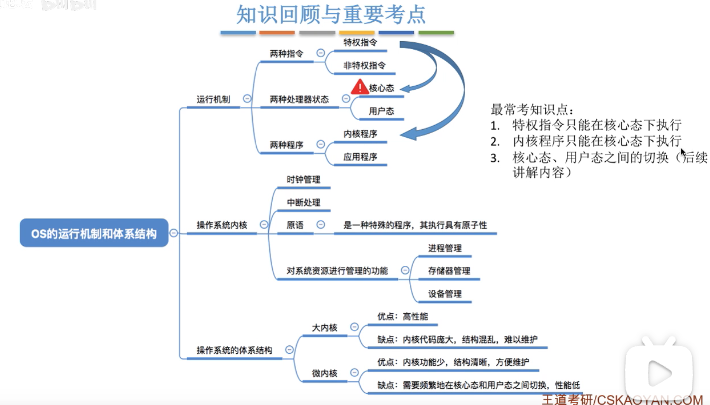 知识回顾与重要考点
OS的运行机制和体系结构
运行机制
两种指令
特权指令
非特权指令
两种处理器状态
核心态
用户态
两种程序
内核程序
应用程序
操作系统内核
时钟管理
中断处理
原语
是一种特殊的程序，其执行具有原子性
对系统资源进行管理的功能
进程管理
存储器管理
设备管理
操作系统的体系结构
大内核
优点：高性能
缺点：内核代码庞大，结构混乱，难以维护
微内核
优点：内核功能少，结构清晰，方便维护
缺点：需要频繁地在核心态和用户态之间切换，性能低
最常考知识点：
1. 特权指令只能在核心态下执行
2. 内核程序只能在核心态下执行
3. 核心态、用户态之间的切换（后续
讲解内容）
王道考研/CSKAOYAN.COM